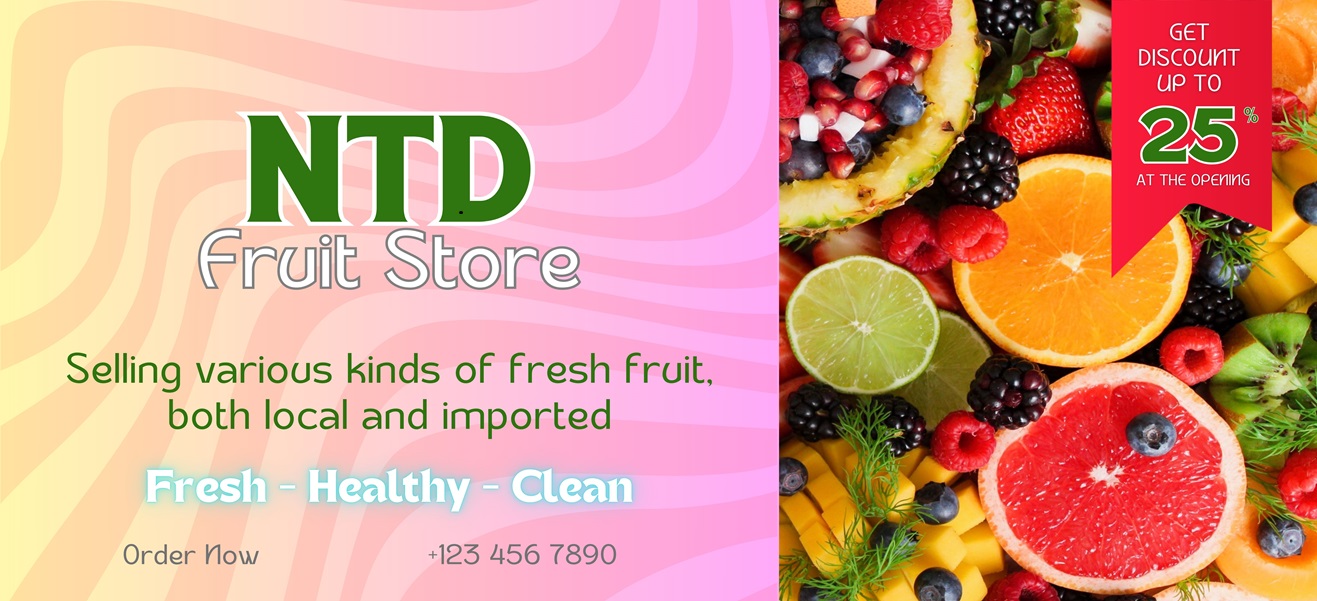 NTD
Fruit Store
Selling various kinds of fresh fruit,
both local and imported
Fresh - Healthy - Clean
Order Now
+123 456 7890
GET
DISCOUNT
UP TO
25%
AT THE OPENING